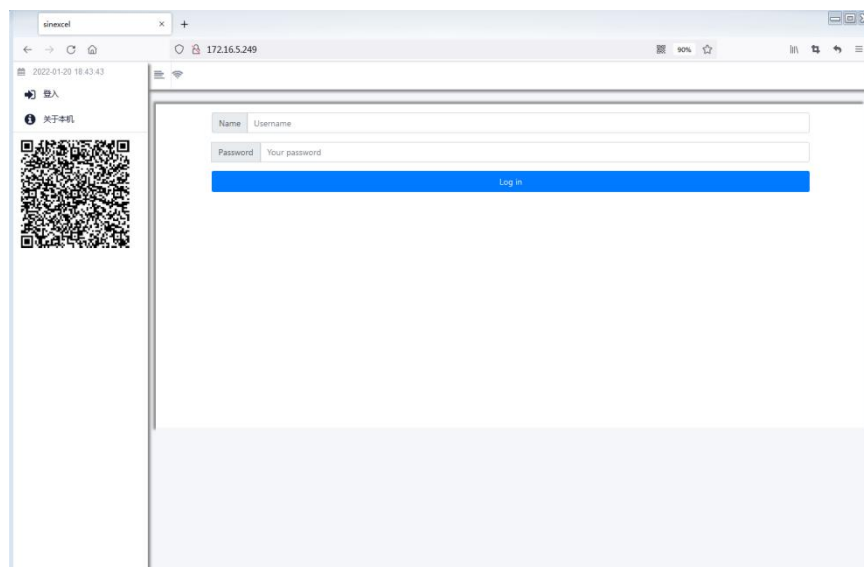 sinexcel
172.16.5.249
90%
2022-01-20 18:43:43
登入
关于本机
Name Username
Password Your password
Log in